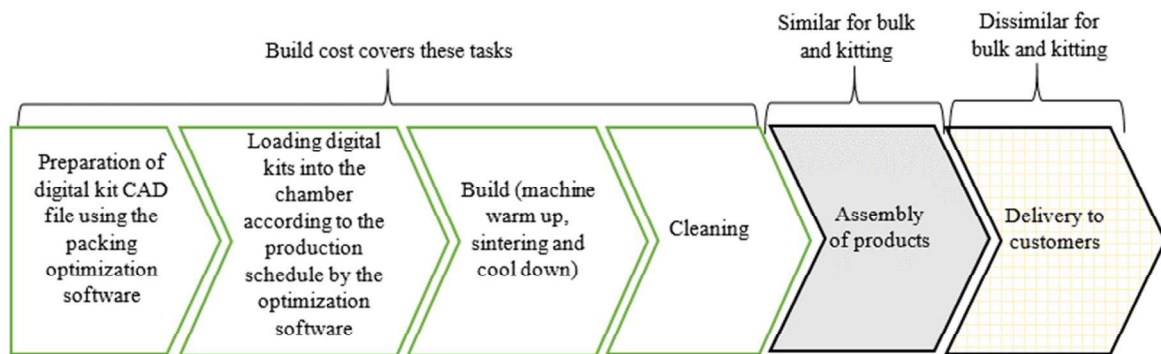 Build cost covers these tasks
Similar for bulk
and kitting
Dissimilar for
bulk and kitting
Preparation of
digital kit CAD
file using the
packing
optimization
software
Loading digital
kits into the
chamber
according to the
production
schedule by the
optimization
software
Build (machine
warm up,
sintering and
cool down)
Cleaning
Assembly
of products
Delivery to
customers